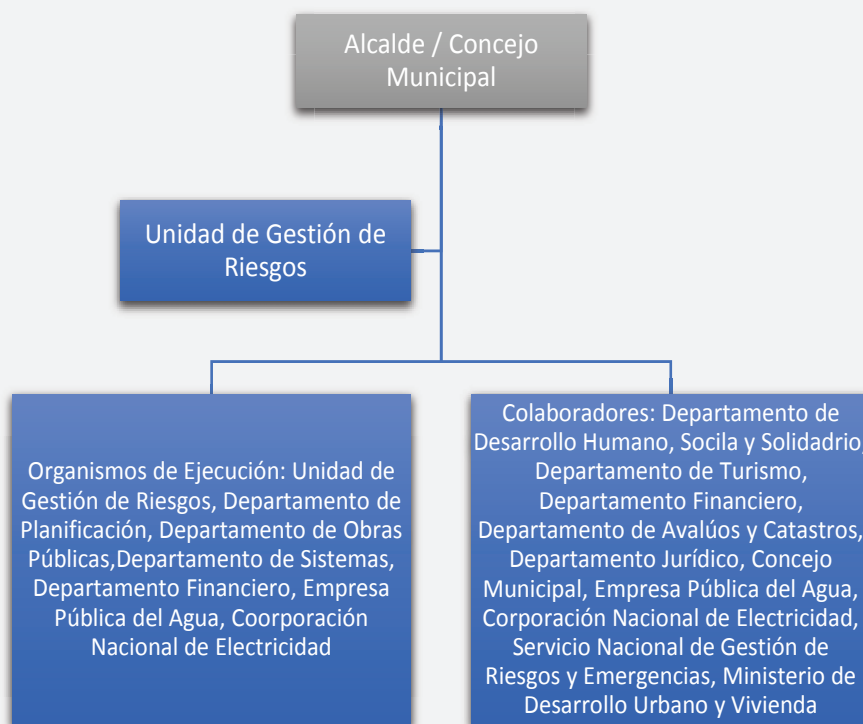 Alcalde / Concejo
Municipal
Unidad de Gestión de
Riesgos
Organismos de Ejecución: Unidad de
Gestión de Riesgos, Departamento de
Planificación, Departamento de Obras
Públicas,Departamento de Sistemas,
Departamento Financiero, Empresa
Pública del Agua, Coorporación
Nacional de Electricidad
Colaboradores: Departamento de
Desarrollo Humano, Socila y Solidadrio,
Departamento de Turismo,
Departamento Financiero,
Departamento de Avalúos y Catastros,
Departamento Jurídico, Concejo
Municipal, Empresa Pública del Agua,
Corporación Nacional de Electricidad,
Servicio Nacional de Gestión de
Riesgos y Emergencias, Ministerio de
Desarrollo Urbano y Vivienda